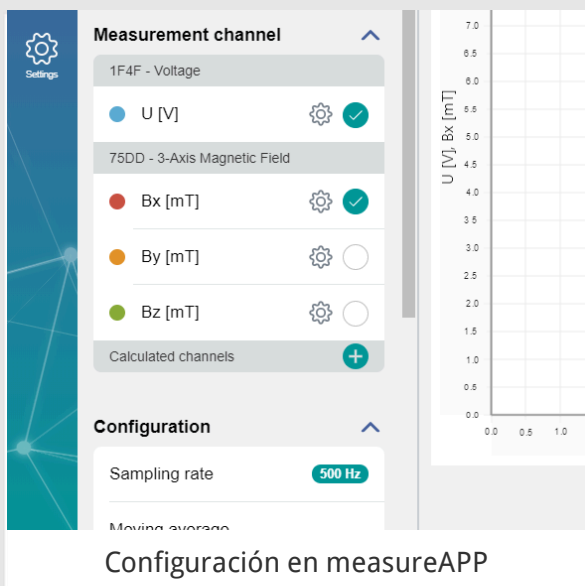 Settings
Measurement channel
1F4F - Voltage
U [V]
75DD - 3-Axis Magnetic Field
Bx [mT]
By [mT]
Bz [mT]
Calculated channels
Configuration
Sampling rate
500 Hz
Moving average
U [V], Bx [mT]
7.0
6.5
6.0
5.5
5.0
4.5
4.0
3.5
3.0
2.5
2.0
1.5
1.0
0.5
0.0
0.0 0.5 1.0
Configuración en measureAPP